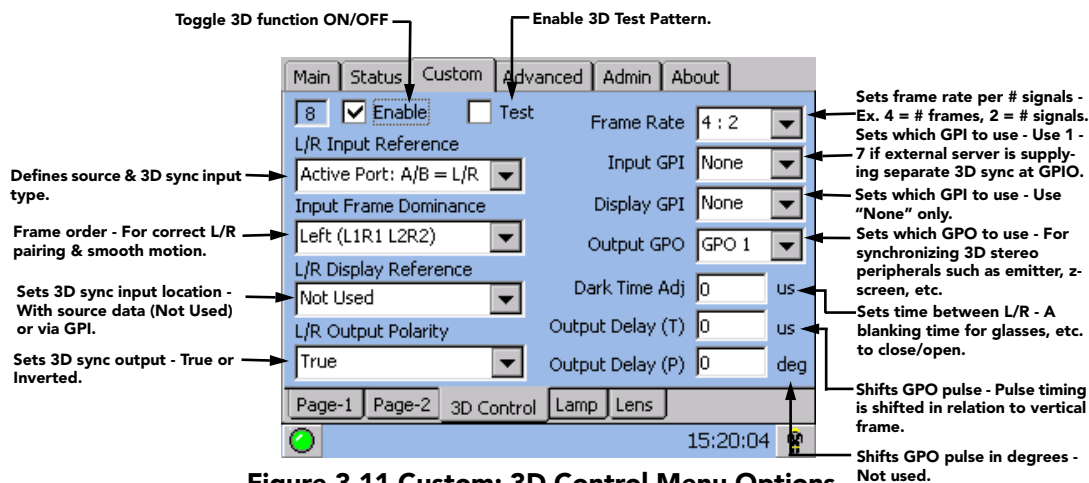 Toggle 3D function ON/OFF
Enable 3D Test Pattern.
Main Status Custom Advanced Admin About
8 Enable Test
L/R Input Reference
Active Port: A/B = L/R
Input Frame Dominance
Left (L1R1 L2R2)
L/R Display Reference
Not Used
L/R Output Polarity
True
Frame Rate 4 : 2
Input GPI None
Display GPI None
Output GPO GPO 1
Dark Time Adj 0 us
Output Delay (T) 0 us
Output Delay (P) 0 deg
Page-1 Page-2 3D Control Lamp Lens
15:20:04
Defines source & 3D sync input
type.
Frame order - For correct L/R
pairing & smooth motion.
Sets 3D sync input location -
With source data (Not Used)
or via GPI.
Sets 3D sync output - True or
Inverted.
Sets frame rate per # signals -
Ex. 4 = # frames, 2 = # signals.
Sets which GPI to use - Use 1 -
7 if external server is supply-
ing separate 3D sync at GPIO.
Sets which GPI to use - Use
“None” only.
Sets which GPO to use - For
synchronizing 3D stereo
peripherals such as emitter, z-
screen, etc.
Sets time between L/R - A
blanking time for glasses, etc.
to close/open.
Shifts GPO pulse - Pulse timing
is shifted in relation to vertical
frame.
Shifts GPO pulse in degrees -
Not used.
Figure 3-11 Custom: 3D Control Menu Options